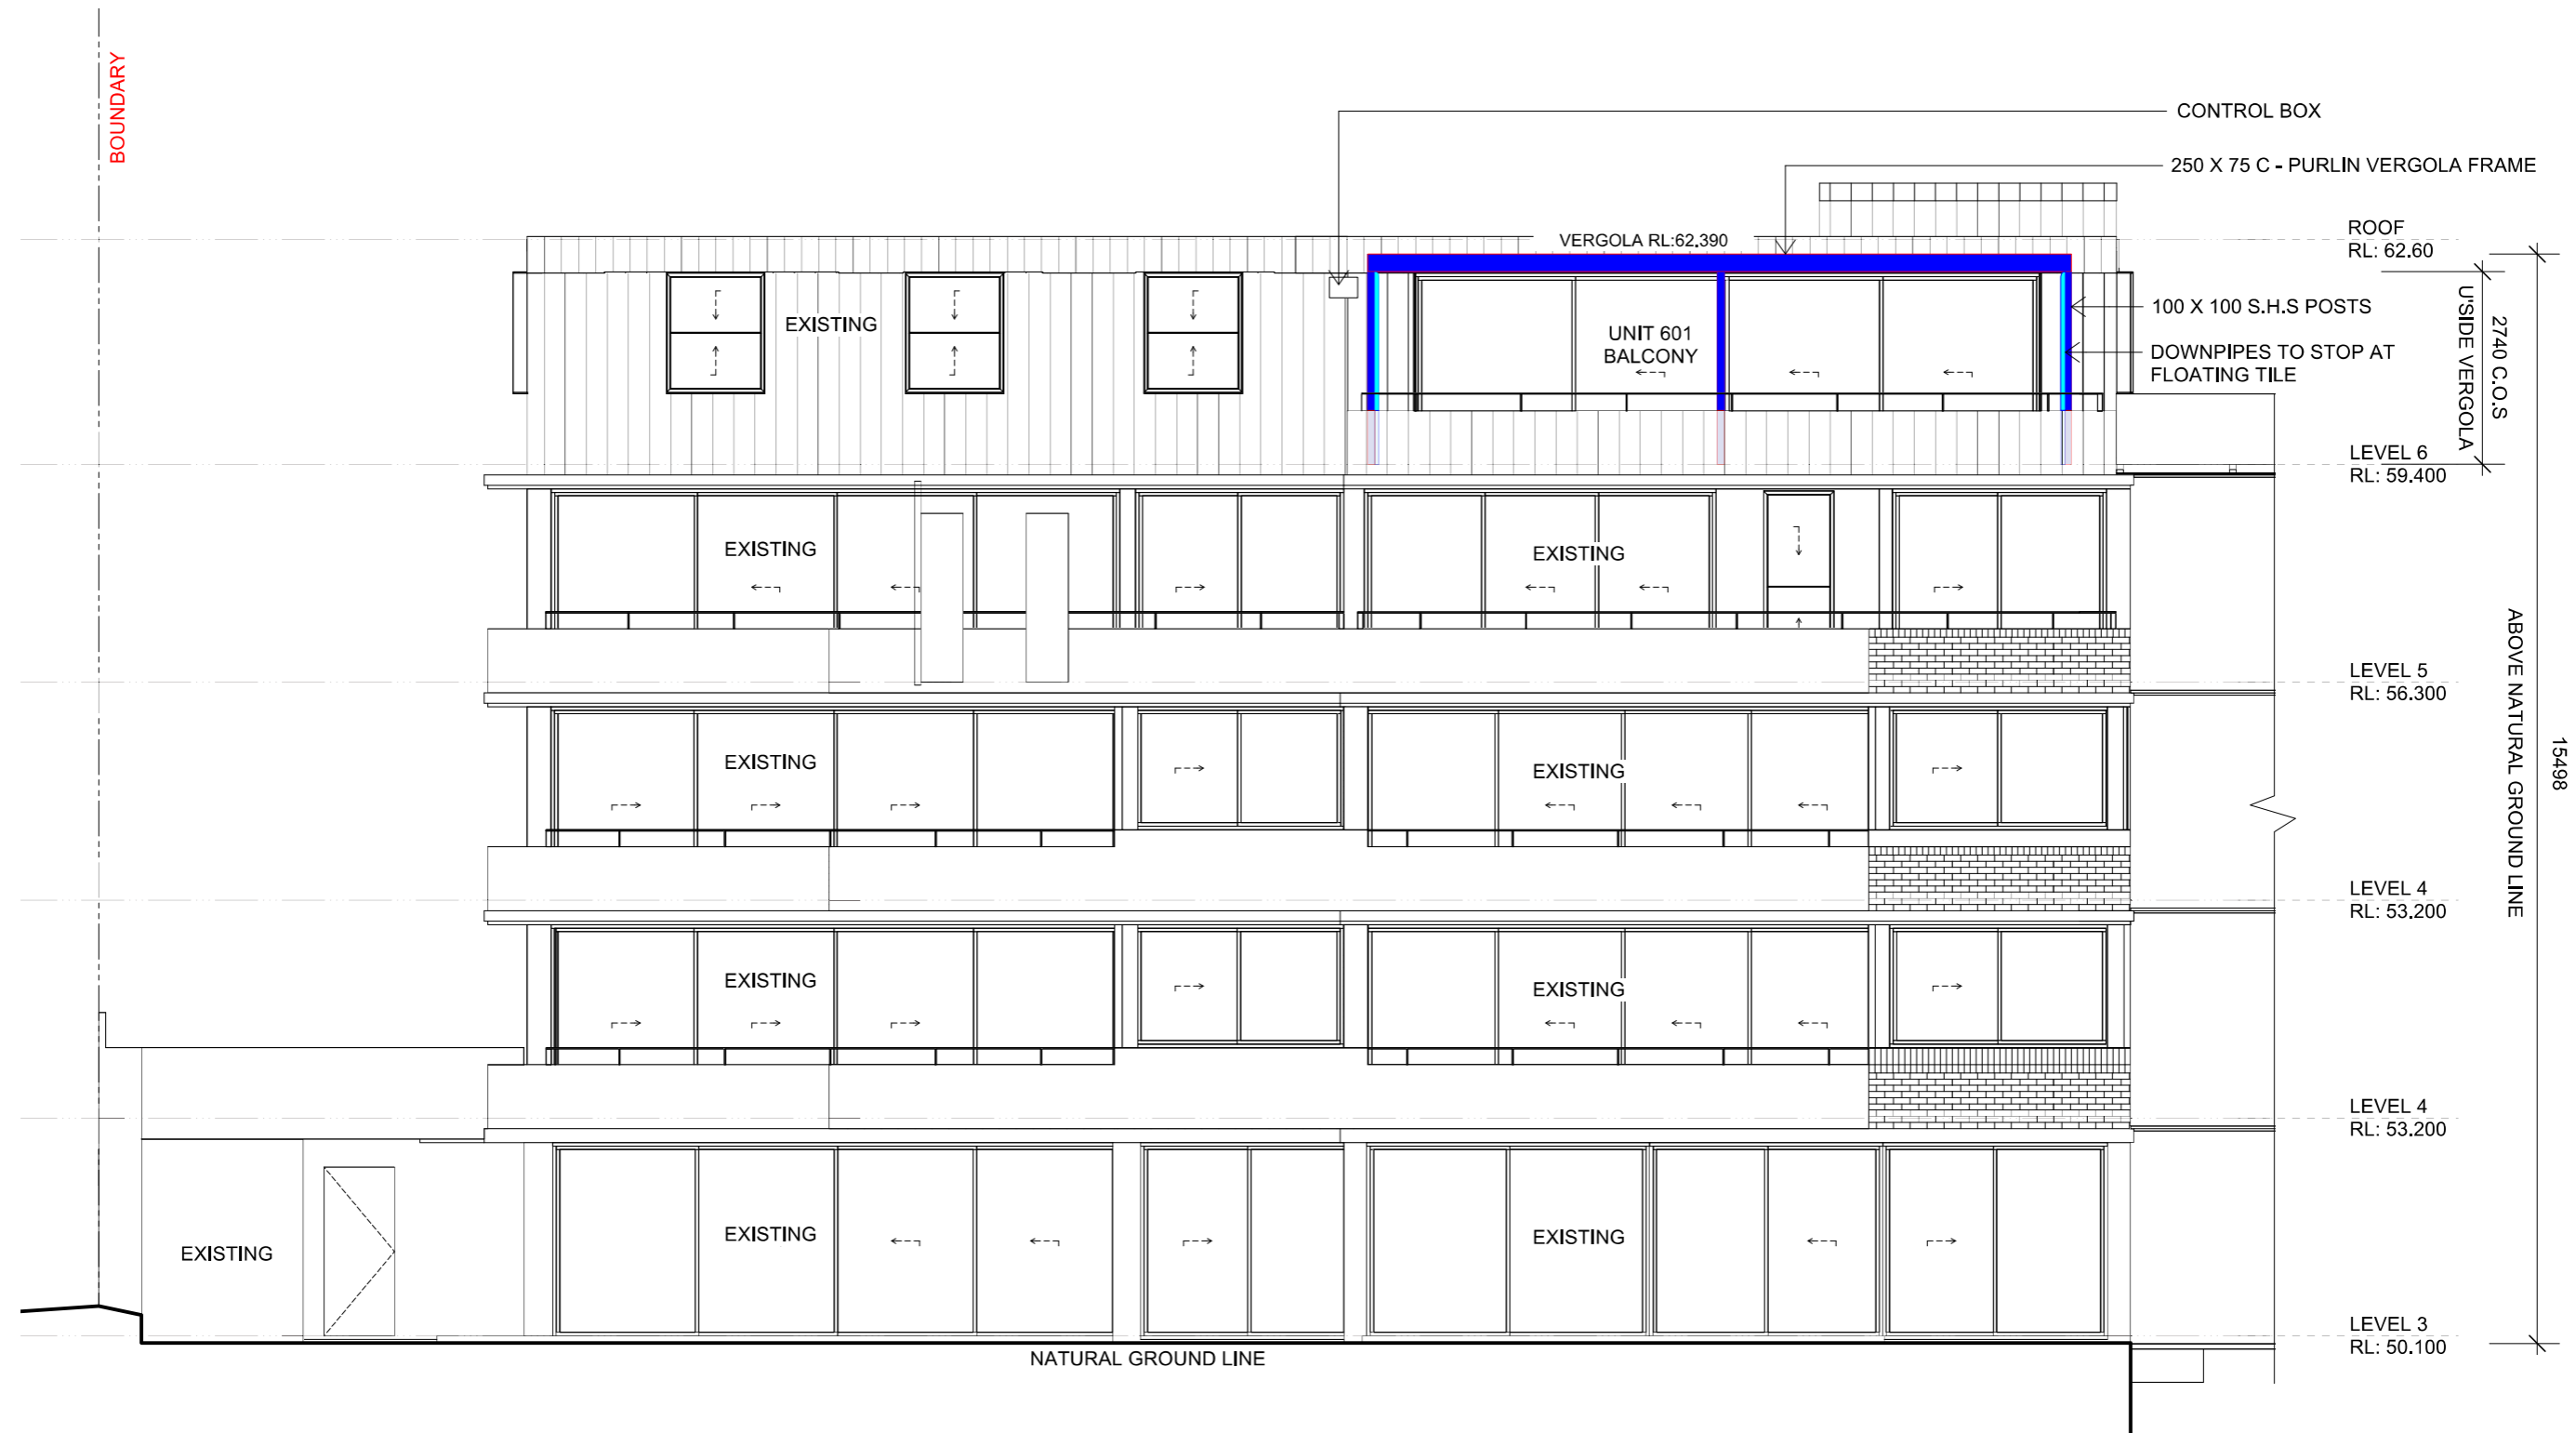 BOUNDARY
CONTROL BOX
250 X 75 C - PURLIN VERGOLA FRAME
VERGOLA RL:62.390
ROOF
RL: 62.60
EXISTING
UNIT 601
BALCONY
100 X 100 S.H.S POSTS
DOWNPIPES TO STOP AT
FLOATING TILE
2740 C.O.S
U'SIDE VERGOLA
LEVEL 6
RL: 59.400
EXISTING
EXISTING
LEVEL 5
RL: 56.300
15498
ABOVE NATURAL GROUND LINE
EXISTING
EXISTING
LEVEL 4
RL: 53.200
EXISTING
EXISTING
LEVEL 4
RL: 53.200
EXISTING
EXISTING
EXISTING
LEVEL 3
RL: 50.100
NATURAL GROUND LINE